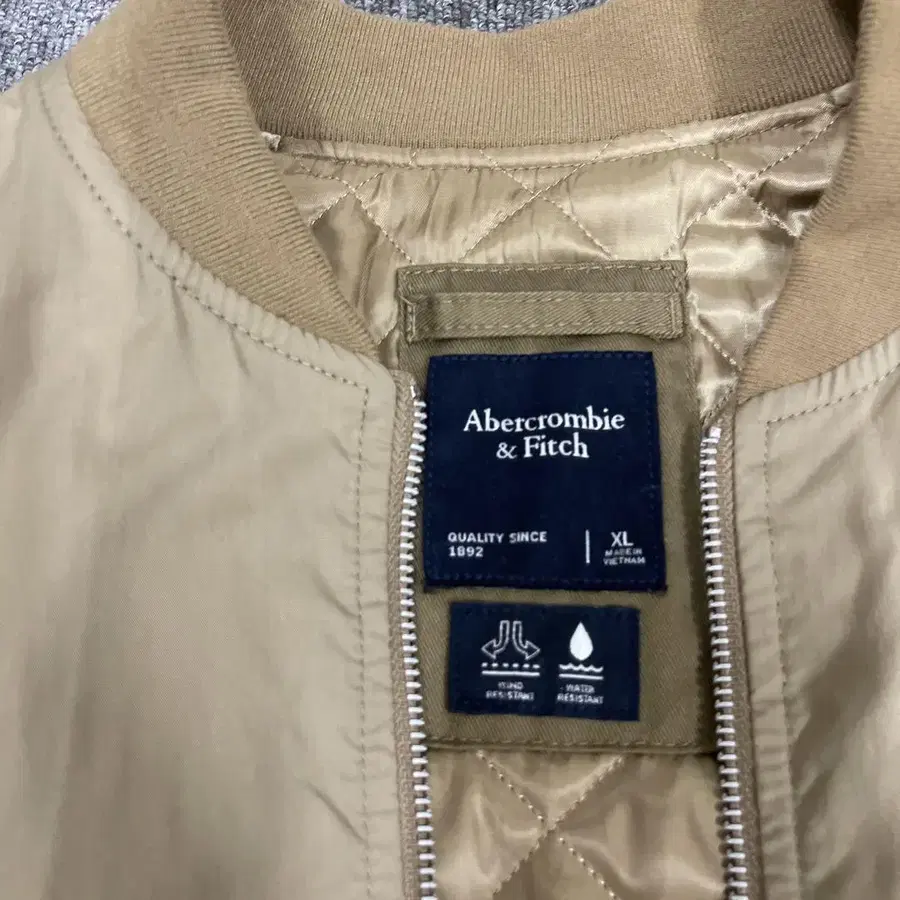 Abercrombie
& Fitch
QUALITY SINCE
1892
XL
MADE IN
VIETNAM
WIND
RESISTANT
WATER
RESISTANT